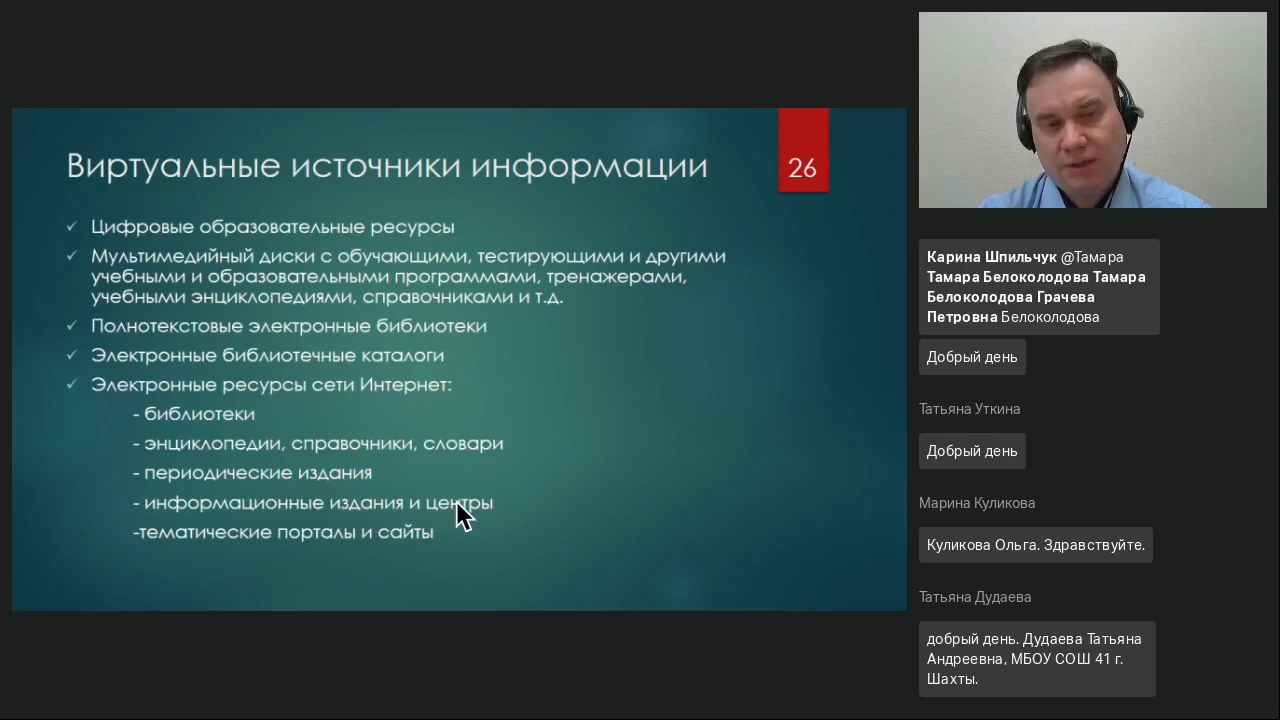 Виртуальные источники информации
26
Цифровые образовательные ресурсы
Мультимедийный диски с обучающими, тестирующими и другими
учебными и образовательными программами, тренажерами,
учебными энциклопедиями, справочниками и т.д.
Полнотекстовые электронные библиотеки
Электронные библиотечные каталоги
Электронные ресурсы сети Интернет:
- библиотеки
- энциклопедии, справочники, словари
- периодические издания
- информационные издания и центры
-тематические порталы и сайты
Карина Шпильчук @Тамара
Тамара Белоколодова Тамара
Белоколодова Грачева
Петровна Белоколодова
Добрый день
Татьяна Уткина
Добрый день
Марина Куликова
Куликова Ольга. Здравствуйте.
Татьяна Дудаева
добрый день. Дудаева Татьяна
Андреевна, МБОУ СОШ 41 г.
Шахты.